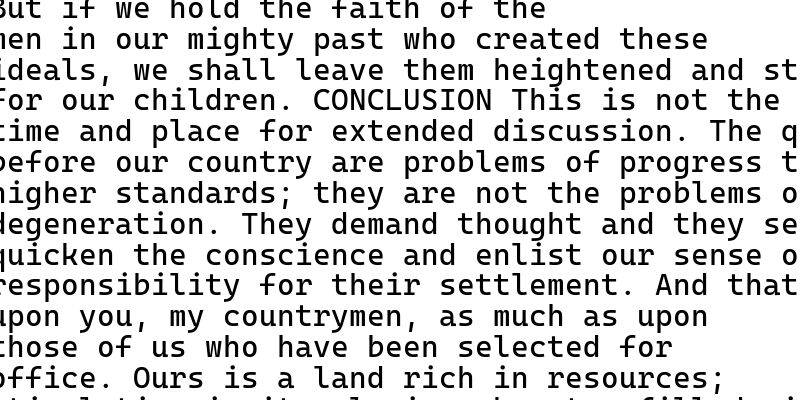 But if we hold the faith of the
men in our mighty past who created these
ideals, we shall leave them heightened and st
for our children. CONCLUSION This is not the
time and place for extended discussion. The q
before our country are problems of progress t
higher standards; they are not the problems o
degeneration. They demand thought and they se
quicken the conscience and enlist our sense o
responsibility for their settlement. And that
upon you, my countrymen, as much as upon
those of us who have been selected for
office. Ours is a land rich in resources;